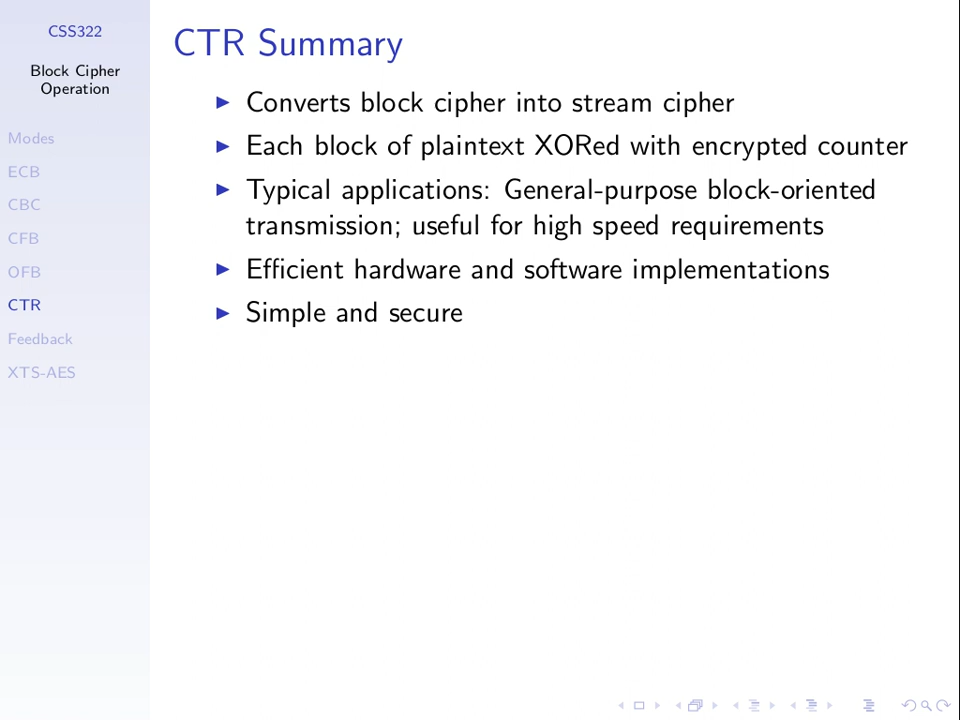 CSS322
Block Cipher
Operation
Modes
ECB
CBC
CFB
OFB
CTR
Feedback
XTS-AES
CTR Summary
Converts block cipher into stream cipher
Each block of plaintext XORed with encrypted counter
Typical applications: General-purpose block-oriented
transmission; useful for high speed requirements
Efficient hardware and software implementations
Simple and secure